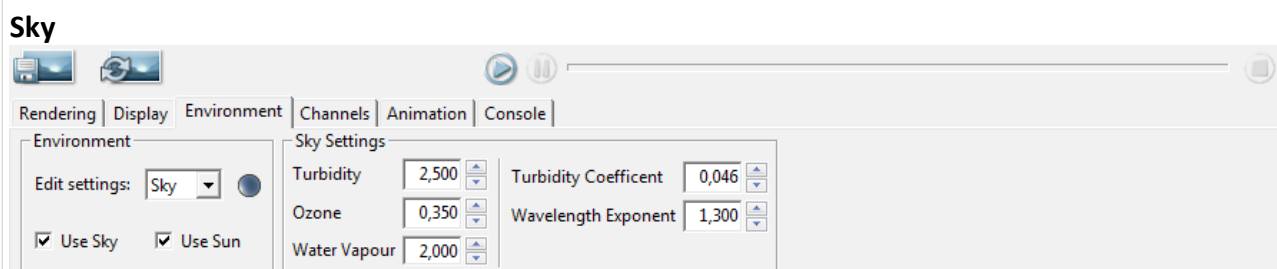 Sky
Rendering Display Environment Channels Animation Console
Environment
Sky Settings
Edit settings: Sky
Turbidity 2,500
Turbidity Coefficent 0,046
Ozone 0,350
Wavelength Exponent 1,300
Use Sky Use Sun
Water Vapour 2,000